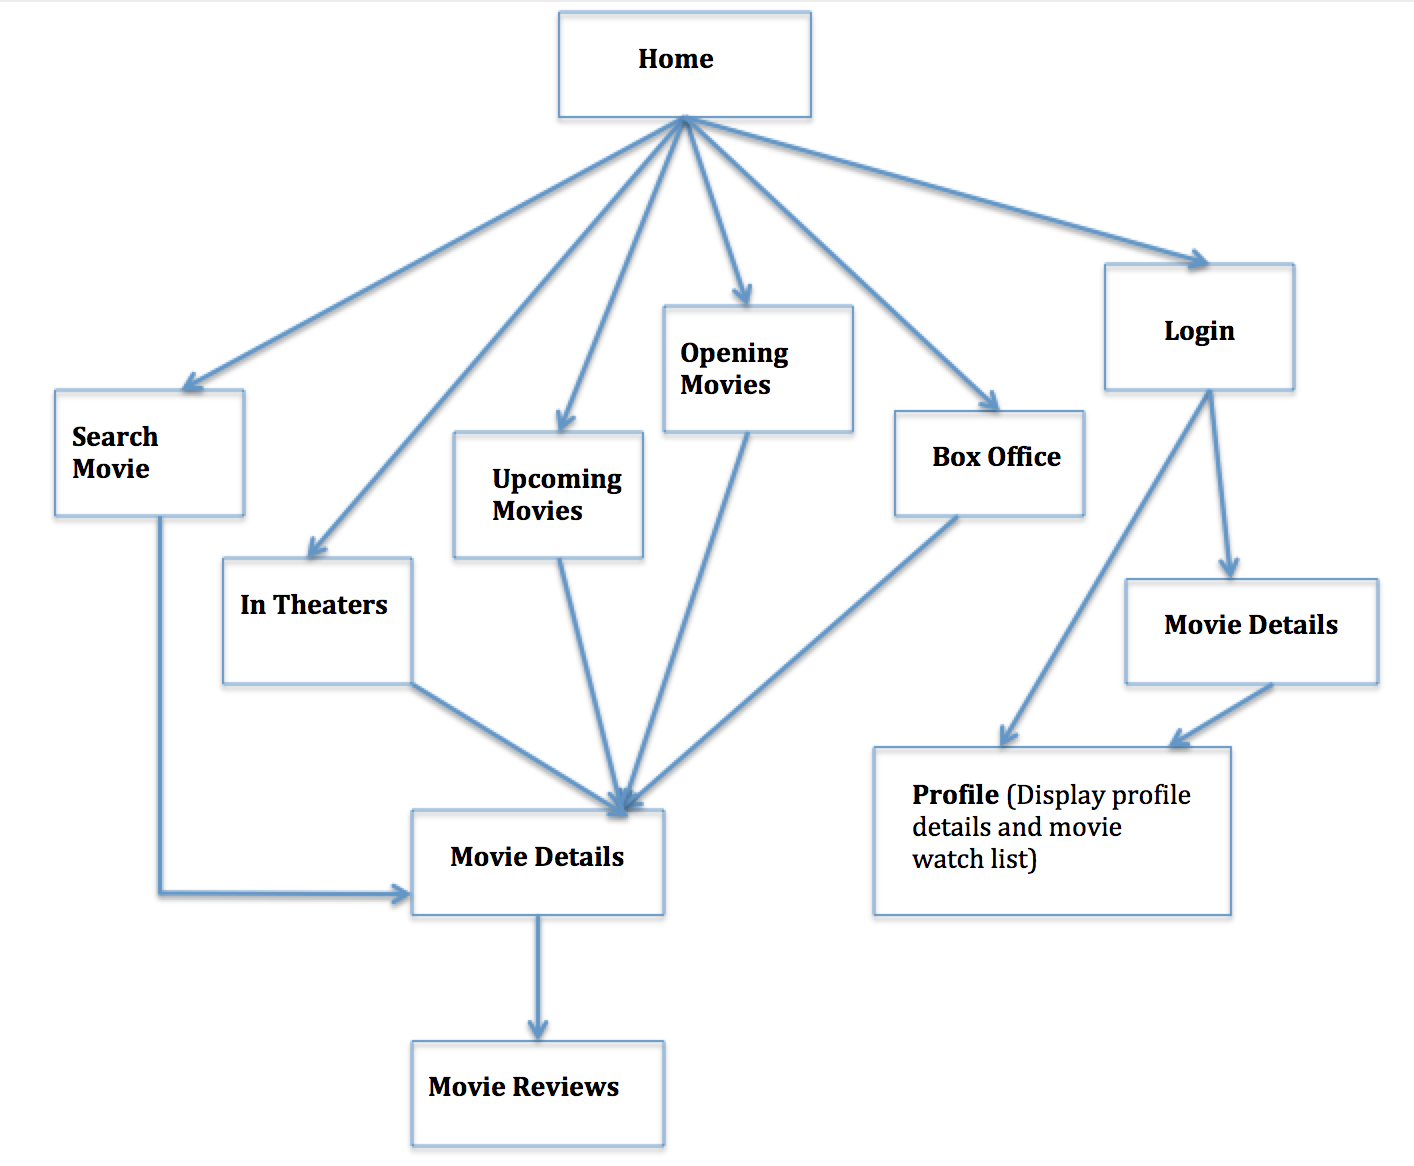 Home
Login
Opening
Movies
Search
Movie
Box Office
Upcoming
Movies
In Theaters
Movie Details
Profile (Display profile
details and movie
watch list)
Movie Details
Movie Reviews